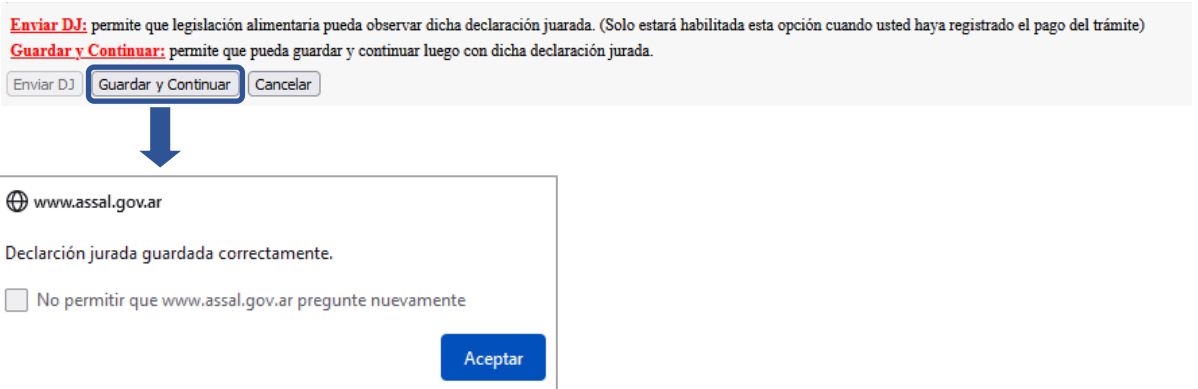 Enviar DJ: permite que legislación alimentaria pueda observar dicha declaración juarada. (Solo estará habilitada esta opción cuando usted haya registrado el pago del trámite)
Guardar y Continuar: permite que pueda guardar y continuar luego con dicha declaración jurada.
Enviar DJ Guardar y Continuar Cancelar
www.assal.gov.ar
Declarción jurada guardada correctamente.
No permitir que www.assal.gov.ar pregunte nuevamente
Aceptar